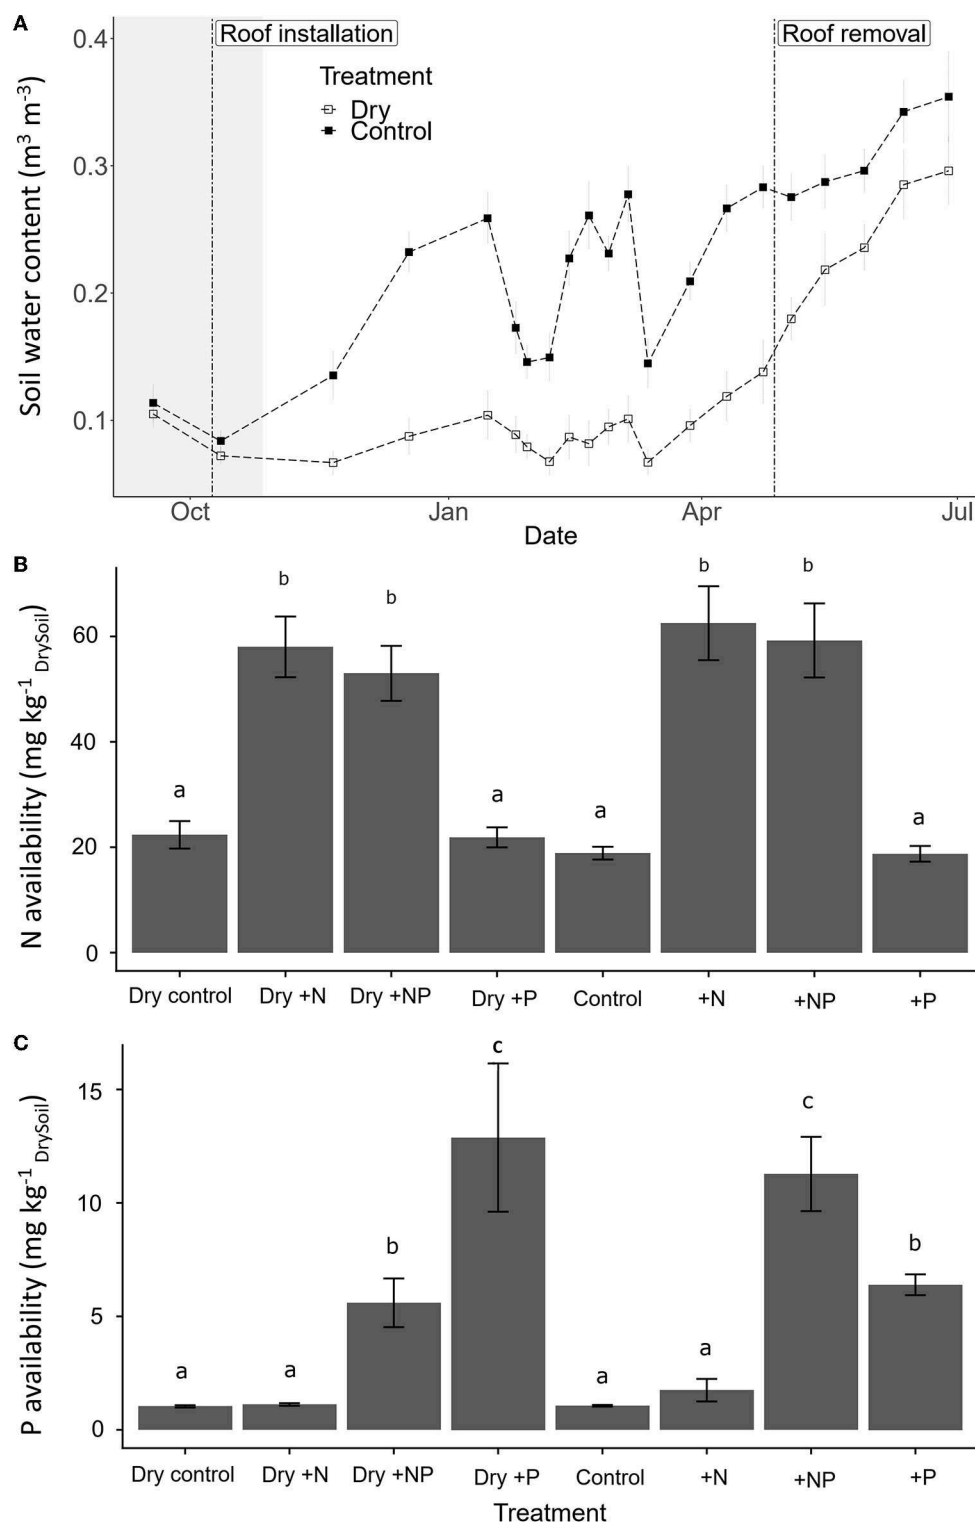 A
Roof installation
Roof removal
Treatment
Dry
Control
Soil water content (m³ m⁻³)
0.4
0.3
0.2
0.1
Oct
Jan
Apr
Jul
Date
B
N availability (mg kg⁻¹ DrySoil)
60
40
20
0
a
b
b
a
a
b
b
a
Dry control
Dry +N
Dry +NP
Dry +P
Control
+N
+NP
+P
C
P availability (mg kg⁻¹ DrySoil)
15
10
5
0
a
a
b
c
a
a
c
b
Dry control
Dry +N
Dry +NP
Dry +P
Control
+N
+NP
+P
Treatment